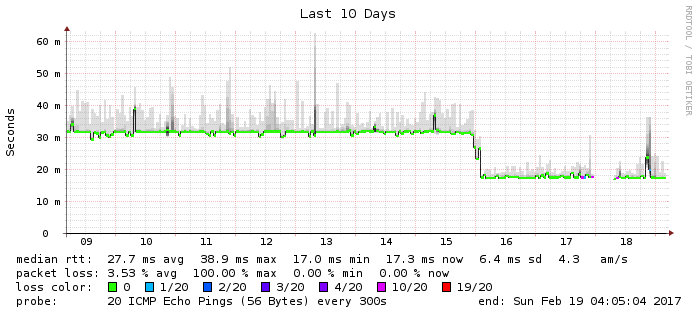 Last 10 Days
RRDTOOL / TOBI OETIKER
Seconds
60 m
50 m
40 m
30 m
20 m
10 m
0
09 10 11 12 13 14 15 16 17 18
median rtt: 27.7 ms avg 38.9 ms max 17.0 ms min 17.3 ms now 6.4 ms sd 4.3 am/s
packet loss: 3.53 % avg 100.00 % max 0.00 % min 0.00 % now
loss color: 0 1/20 2/20 3/20 4/20 10/20 19/20
probe: 20 ICMP Echo Pings (56 Bytes) every 300s end: Sun Feb 19 04:05:04 2017